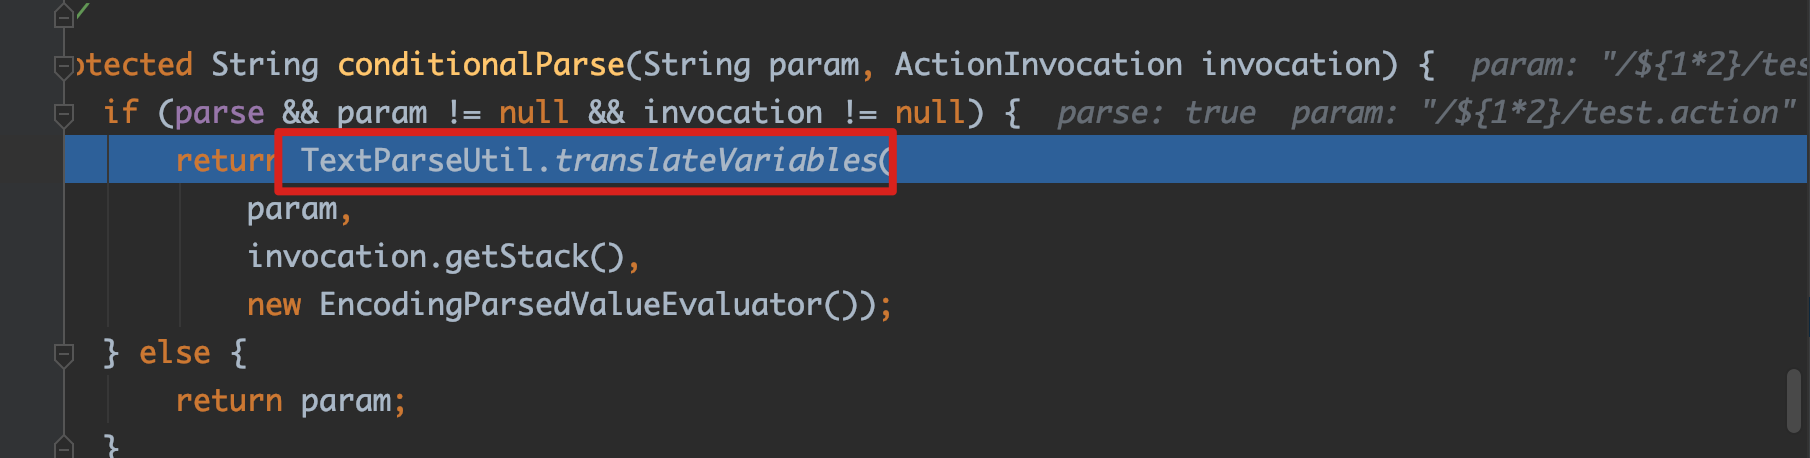 /
otected String conditionalParse(String param, ActionInvocation invocation) {  param: "/${1*2}/tes
if (parse && param != null && invocation != null) {  parse: true  param: "/${1*2}/test.action"
return TextParseUtil.translateVariables(
param,
invocation.getStack(),
new EncodingParsedValueEvaluator());
} else {
return param;
}